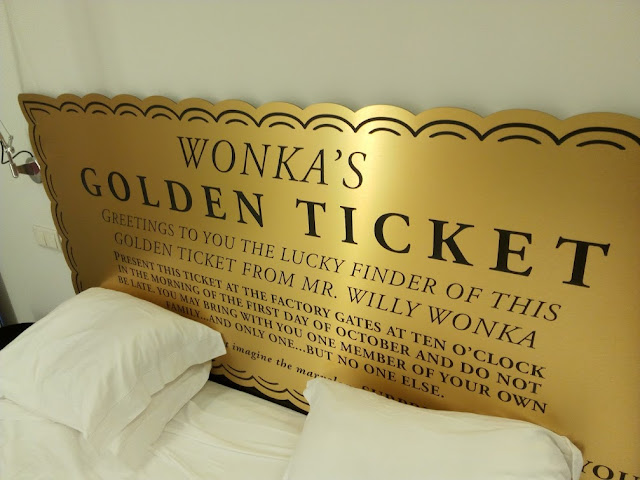 WONKA'S
GOLDEN TICKET
GREETINGS TO YOU THE LUCKY FINDER OF THIS
GOLDEN TICKET FROM MR. WILLY WONKA
PRESENT THIS TICKET AT THE FACTORY GATES AT TEN O'CLOCK
IN THE MORNING OF THE FIRST DAY OF OCTOBER AND DO NOT
BE LATE. YOU MAY BRING WITH YOU ONE MEMBER OF YOUR OWN
FAMILY...AND ONLY ONE...BUT NO ONE ELSE.
imagine the
YOU